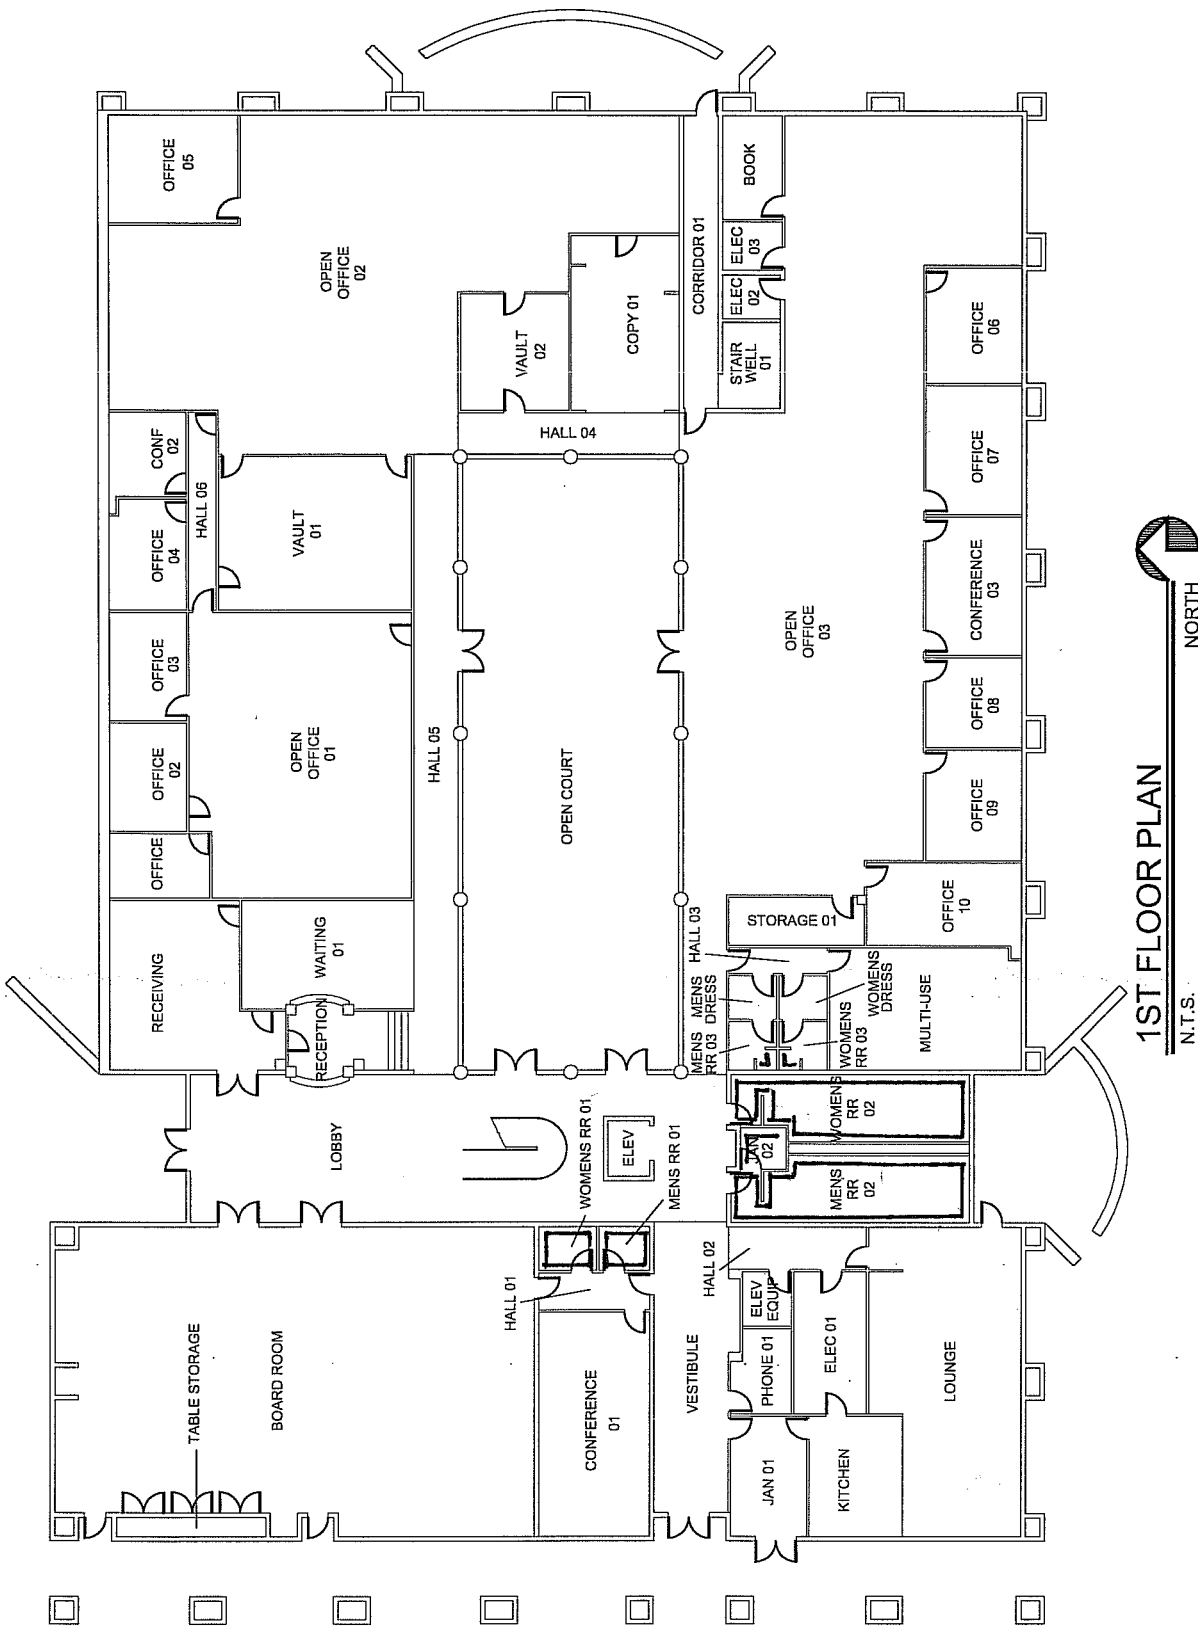 OFFICE
05
OPEN
OFFICE
02
BOOK
ELEC
03
ELEC
02
STAIR
WELL
01
CORRIDOR 01
COPY 01
VAULT
02
HALL 04
CONF
02
HALL 06
OFFICE
04
VAULT
01
OFFICE
03
OFFICE
02
OFFICE
OPEN
OFFICE
01
HALL 05
OPEN COURT
OPEN
OFFICE
03
OFFICE
06
OFFICE
07
CONFERENCE
03
OFFICE
08
OFFICE
09
OFFICE
10
STORAGE 01
HALL 03
MENS
DRESS
WOMENS
DRESS
MENS
RR 03
WOMENS
RR 03
MULTI-USE
RECEIVING
WAITING
01
RECEPTION
LOBBY
WOMENS RR 01
ELEV
MENS RR 01
WOMENS
RR
02
JAN
02
MENS
RR
02
HALL 01
HALL 02
ELEV
EQUIP
TABLE STORAGE
BOARD ROOM
CONFERENCE
01
VESTIBULE
PHONE 01
ELEC 01
LOUNGE
JAN 01
KITCHEN
1ST FLOOR PLAN
N.T.S.
NORTH